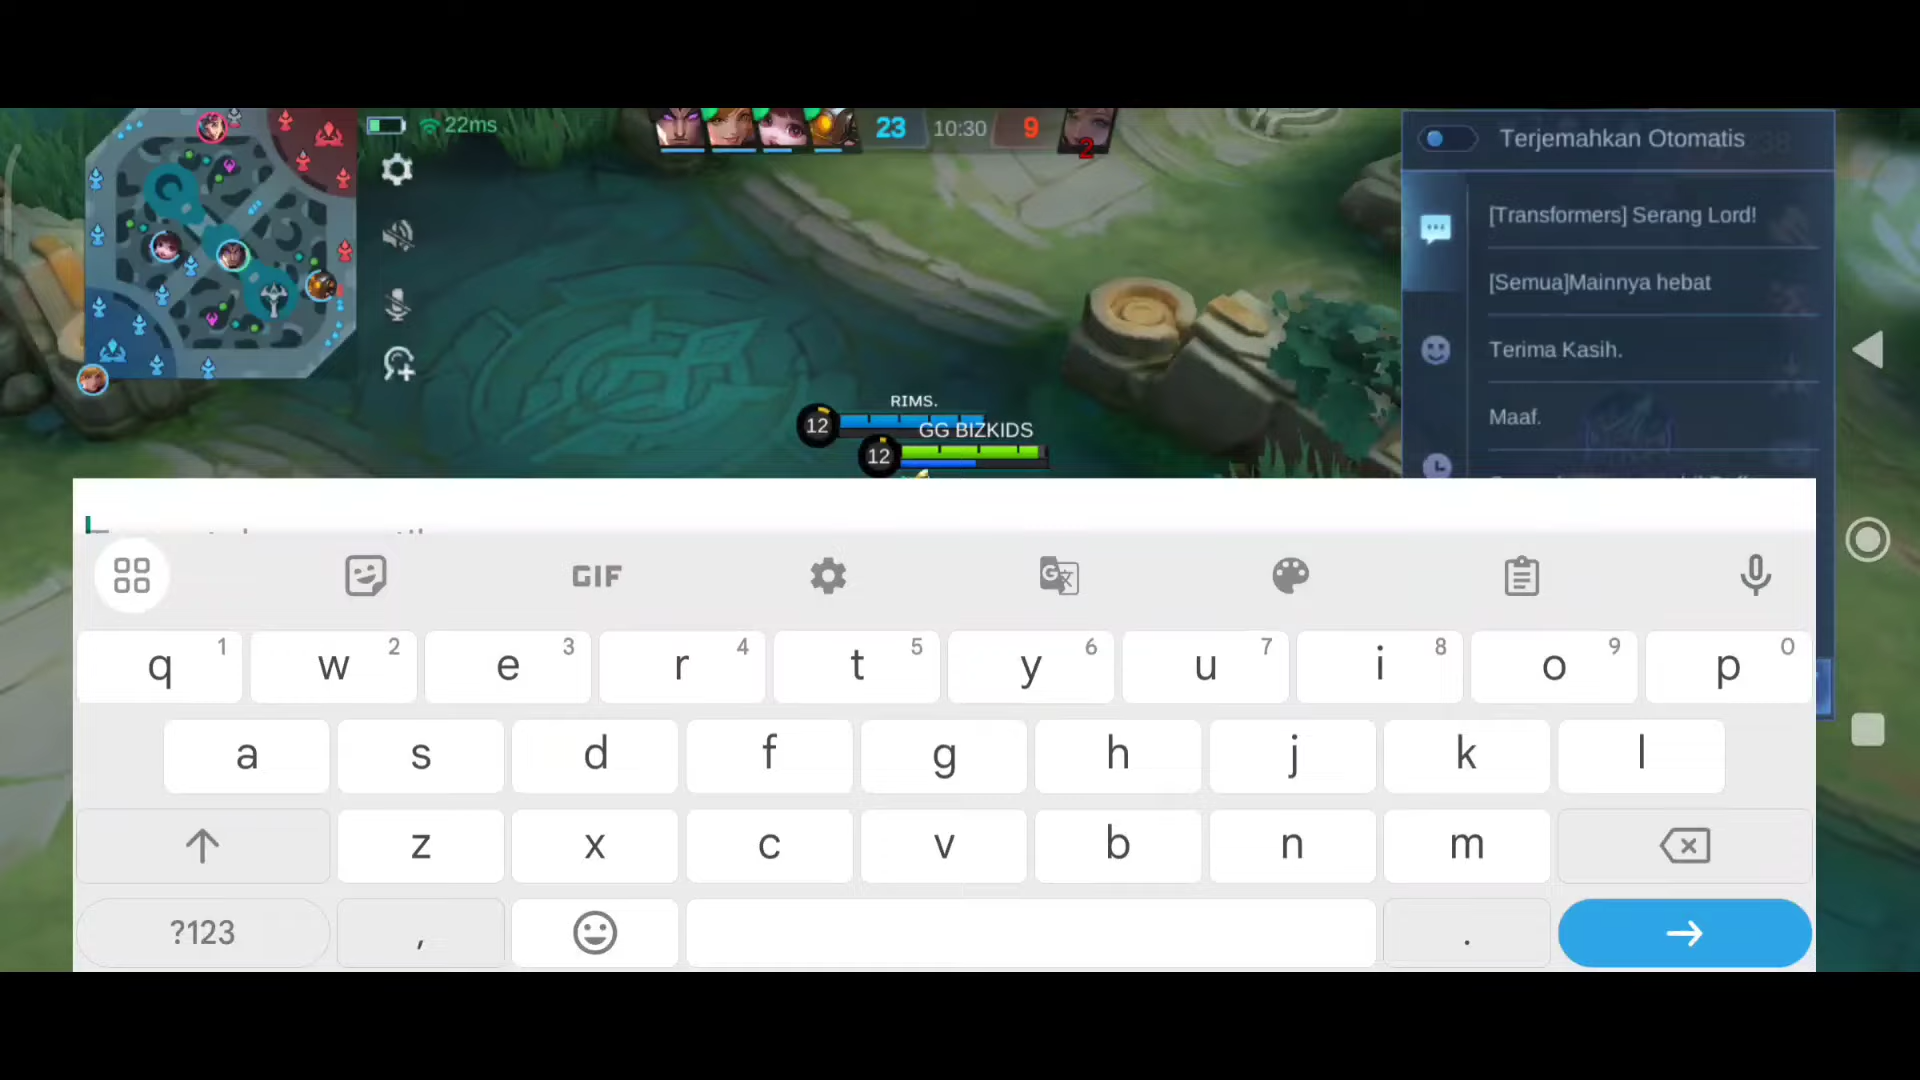 22ms
23
10:30
9
2
Terjemahkan Otomatis
[Transformers] Serang Lord!
[Semua]Mainnya hebat
Terima Kasih.
Maaf.
RIMS.
12
GG BIZKIDS
12
GIF
q 1 w 2 e 3 r 4 t 5 y 6 u 7 i 8 o 9 p 0
a s d f g h j k l
z x c v b n m
?123 , .